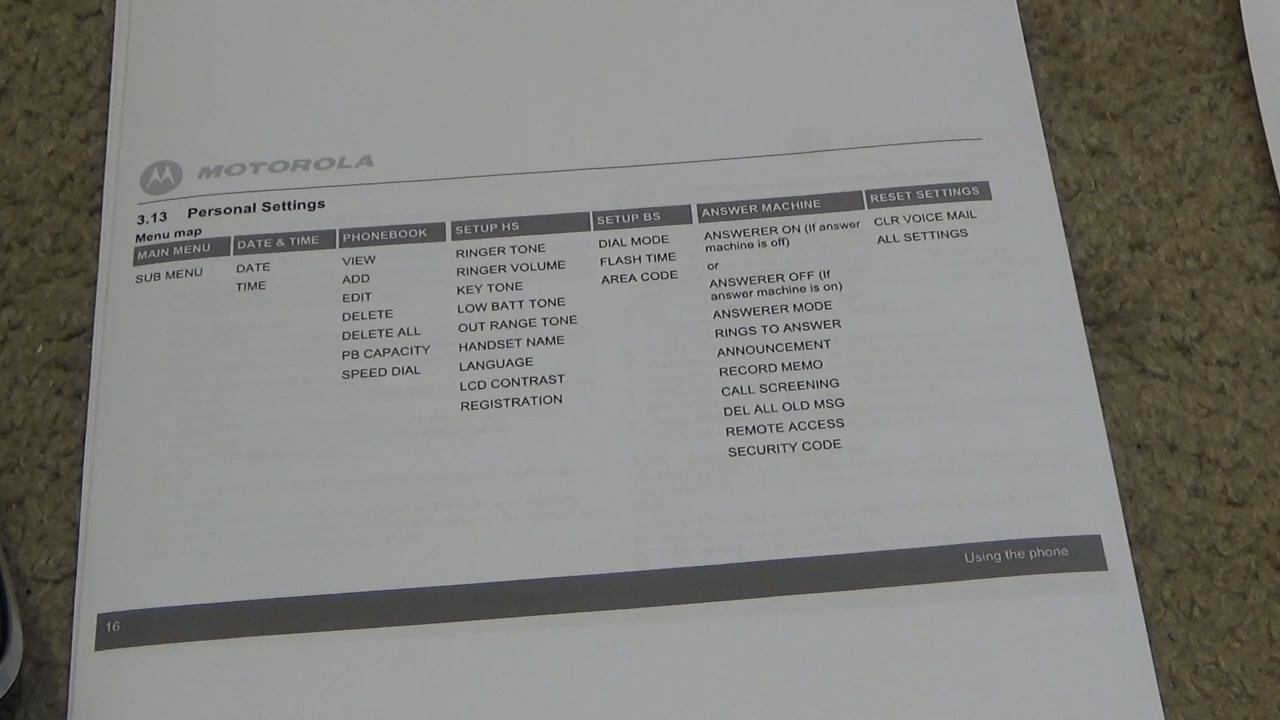 MOTOROLA
3.13 Personal Settings
Menu map
MAIN MENU
SUB MENU
DATE & TIME
DATE
TIME
PHONEBOOK
VIEW
ADD
EDIT
DELETE
DELETE ALL
PB CAPACITY
SPEED DIAL
SETUP HS
RINGER TONE
RINGER VOLUME
KEY TONE
LOW BATT TONE
OUT RANGE TONE
HANDSET NAME
LANGUAGE
LCD CONTRAST
REGISTRATION
SETUP BS
DIAL MODE
FLASH TIME
AREA CODE
ANSWER MACHINE
ANSWERER ON (if answer
machine is off)
or
ANSWERER OFF (if
answer machine is on)
ANSWERER MODE
RINGS TO ANSWER
ANNOUNCEMENT
RECORD MEMO
CALL SCREENING
DEL ALL OLD MSG
REMOTE ACCESS
SECURITY CODE
RESET SETTINGS
CLR VOICE MAIL
ALL SETTINGS
16
Using the phone